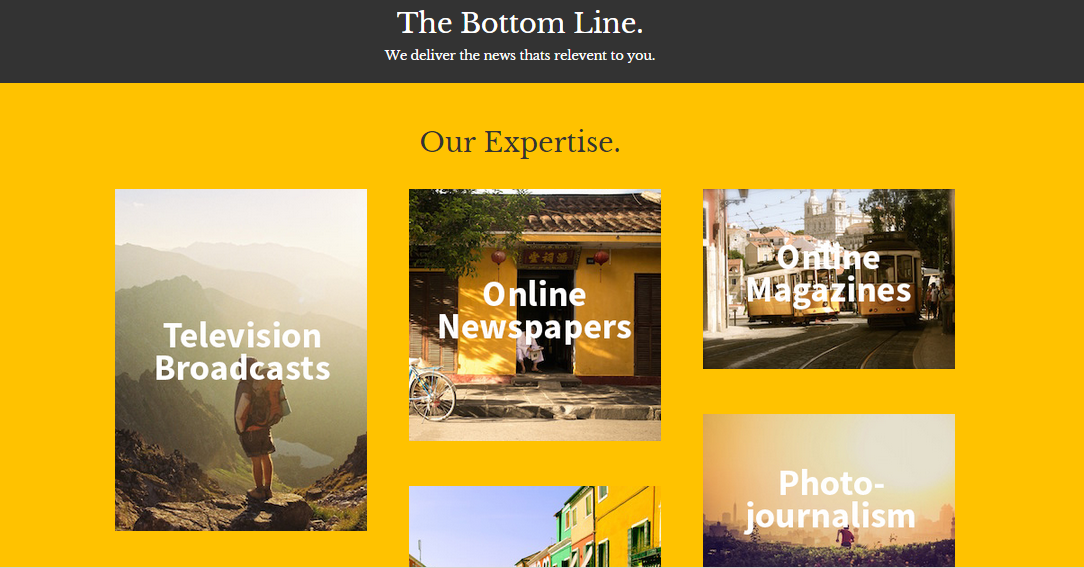 The Bottom Line.
We deliver the news thats relevent to you.
Our Expertise.
Television
Broadcasts
Online
Newspapers
Online
Magazines
Photo-
journalism